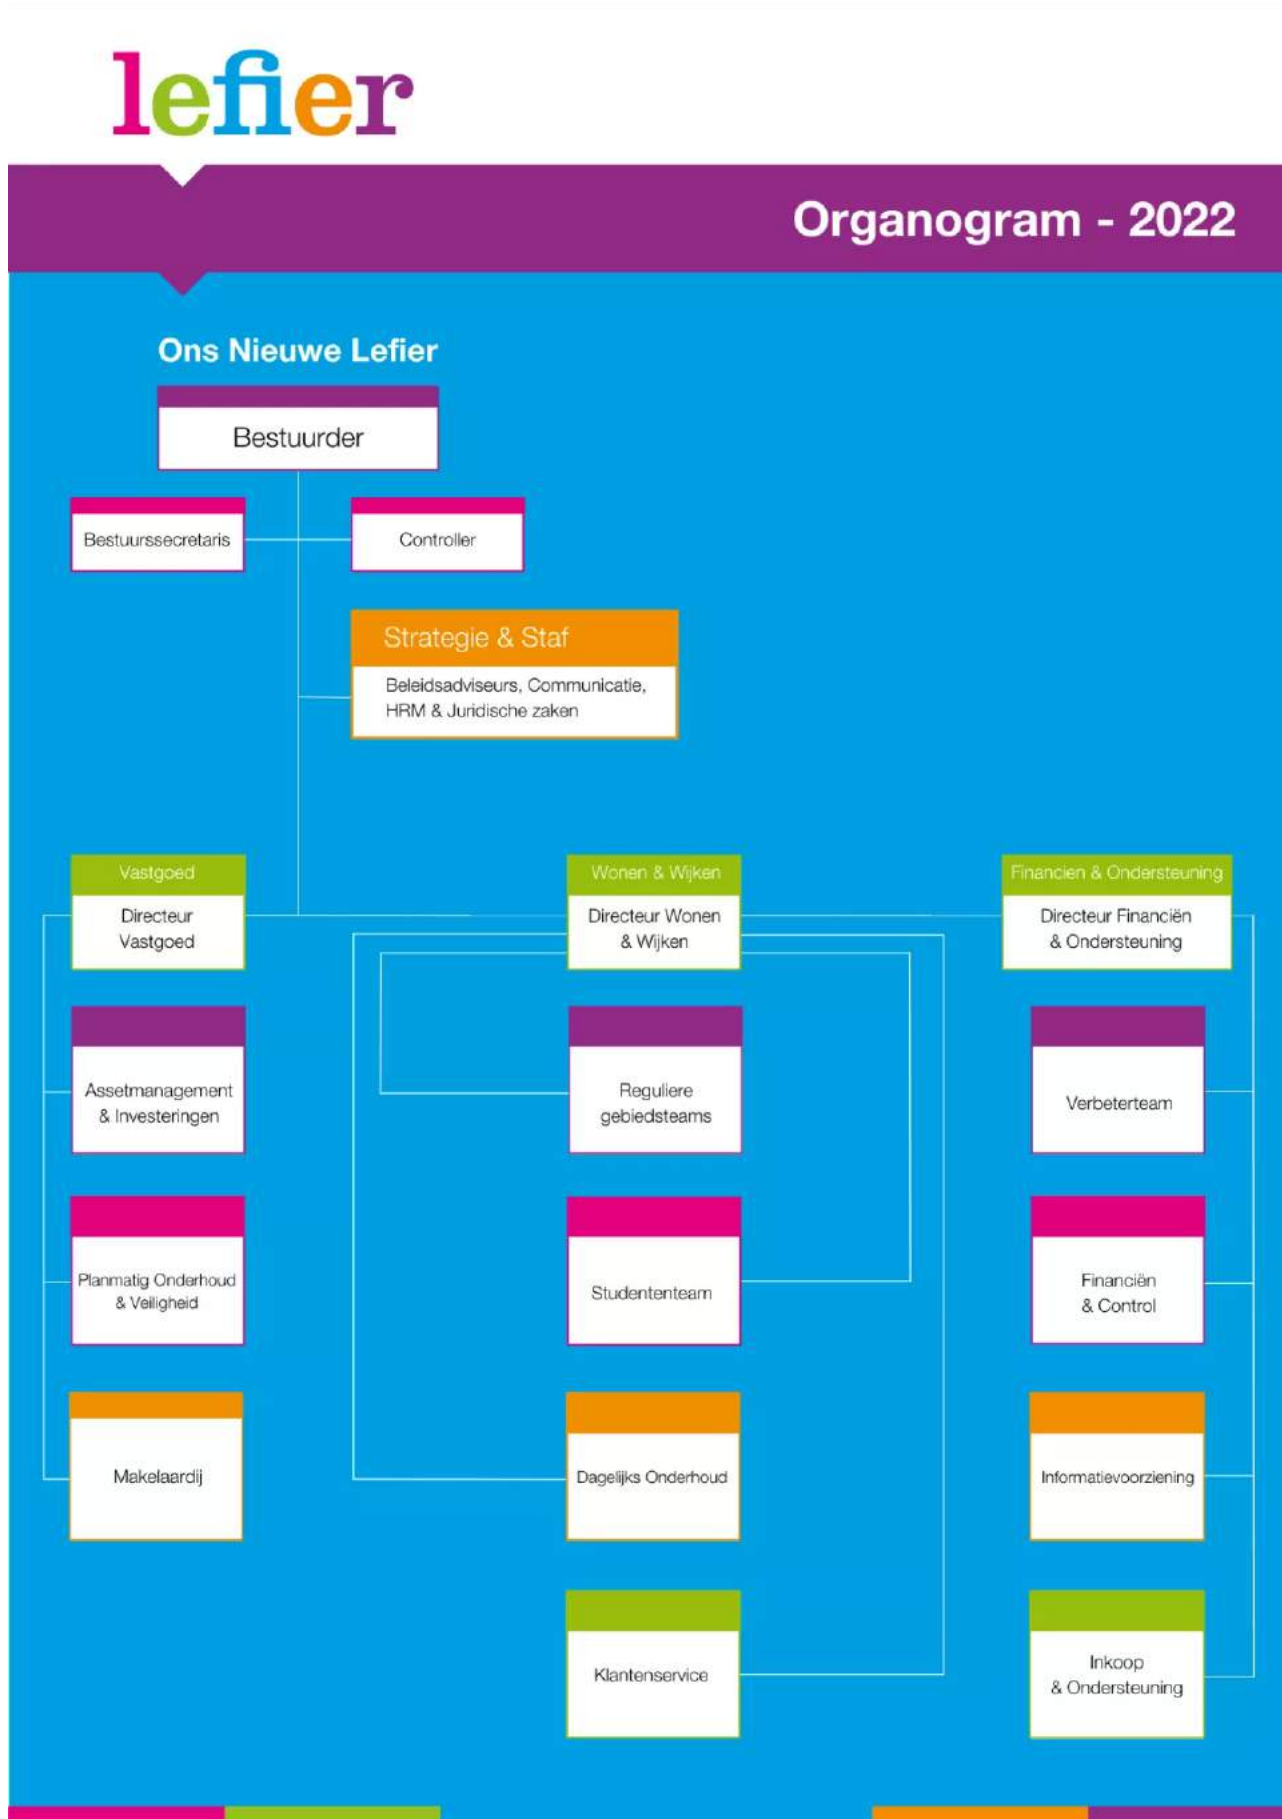 lefier
Organogram - 2022
Ons Nieuwe Lefier
Bestuurder
Bestuurssecretaris
Controller
Strategie & Staf
Beleidsadviseurs, Communicatie,
HRM & Juridische zaken
Vastgoed
Directeur
Vastgoed
Wonen & Wijken
Directeur Wonen
& Wijken
Financien & Ondersteuning
Directeur Financiën
& Ondersteuning
Assetmanagement
& Investeringen
Reguliere
gebiedsteams
Verbeterteam
Planmatig Onderhoud
& Veiligheid
Studententeam
Financiën
& Control
Makelaardij
Dagelijks Onderhoud
Informatievoorziening
Klantenservice
Inkoop
& Ondersteuning